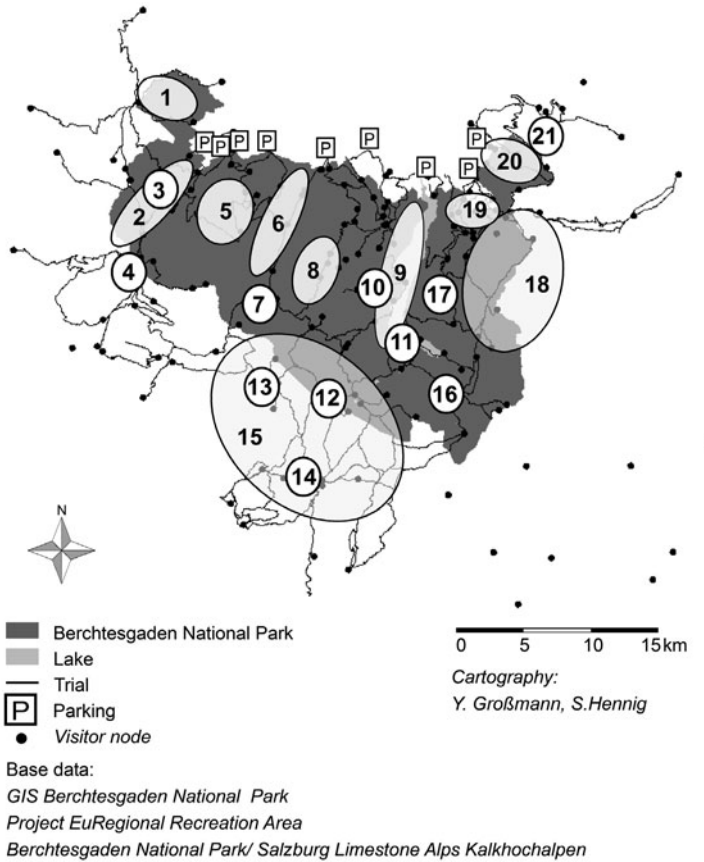 1
P
P
P
P
P
P
P
P
P
21
20
3
2
5
6
19
4
8
9
10
17
18
7
11
13
12
16
15
14
N
Berchtesgaden National Park
Lake
Trial
P Parking
Visitor node
0 5 10 15 km
Cartography:
Y. Großmann, S.Hennig
Base data:
GIS Berchtesgaden National Park
Project EuRegional Recreation Area
Berchtesgaden National Park/ Salzburg Limestone Alps Kalkhochalpen